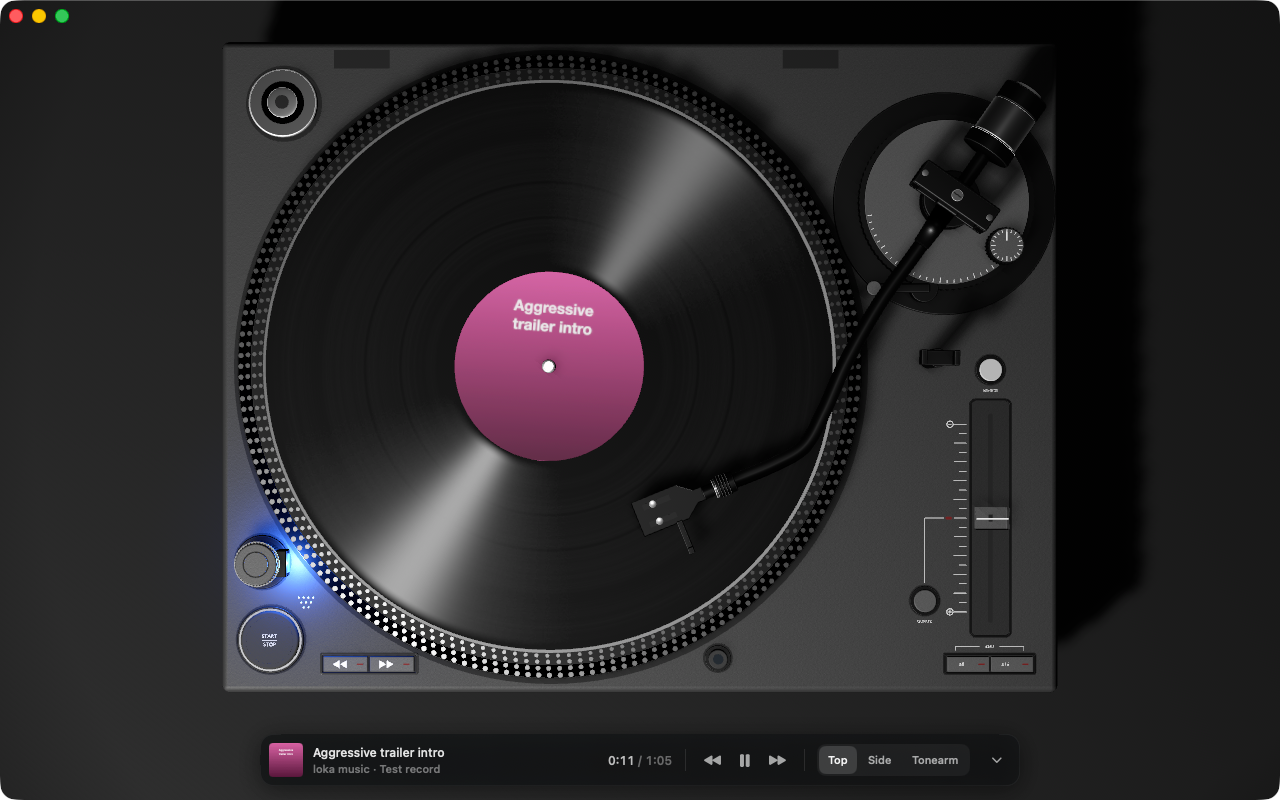 Aggressive
trailer intro
START
STOP
Aggressive trailer intro
loka music · Test record
0:11 / 1:05
Top
Side
Tonearm